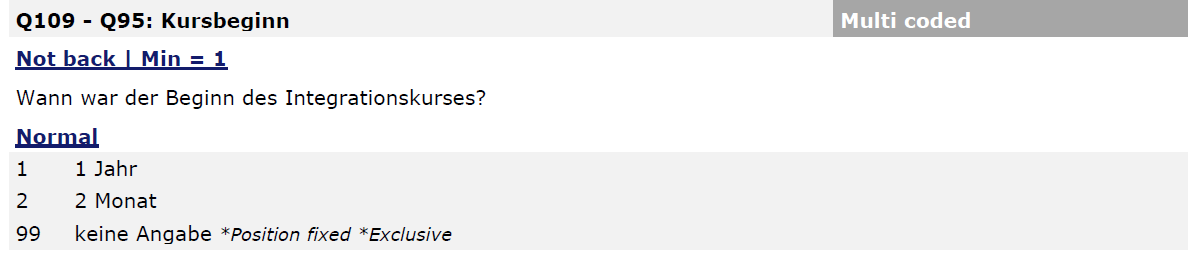 Q109 - Q95: Kursbeginn Multi coded
Not back | Min = 1
Wann war der Beginn des Integrationskurses?
Normal
1 1 Jahr
2 2 Monat
99 keine Angabe *Position fixed *Exclusive